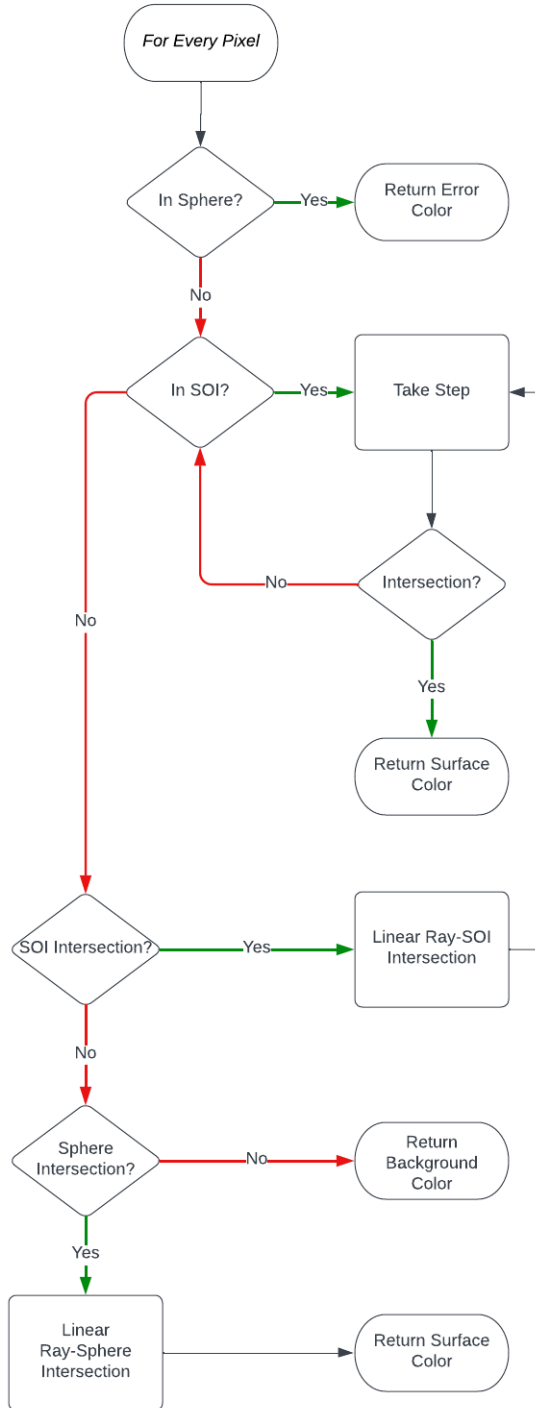 For Every Pixel
In Sphere?
Yes
Return Error
Color
No
In SOI?
Yes
Take Step
No
Intersection?
No
Yes
Return Surface
Color
SOI Intersection?
Yes
Linear Ray-SOI
Intersection
No
Sphere
Intersection?
No
Return
Background
Color
Yes
Linear
Ray-Sphere
Intersection
Return Surface
Color